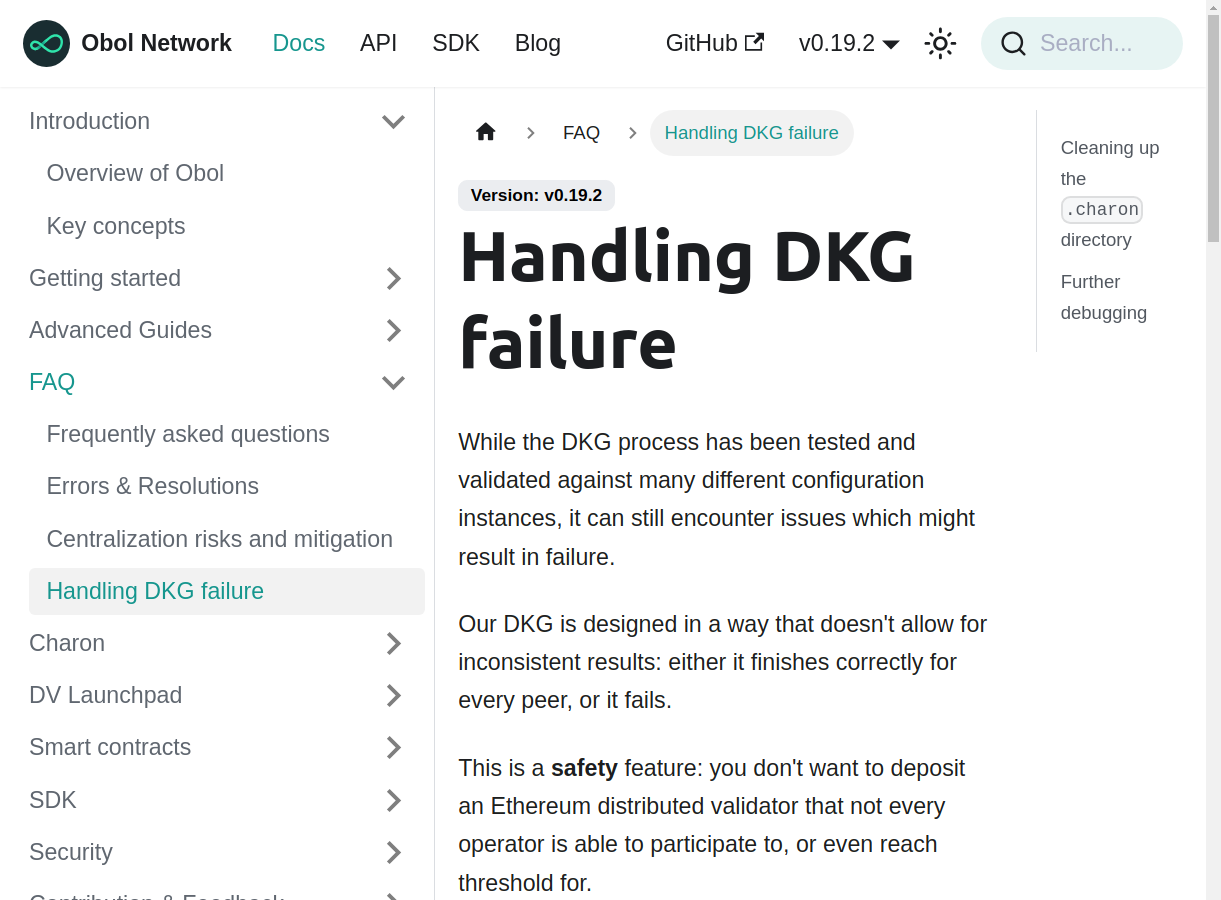 Obol Network
Docs
API
SDK
Blog
GitHub
v0.19.2
Search...
Introduction
Overview of Obol
Key concepts
Getting started
Advanced Guides
FAQ
Frequently asked questions
Errors & Resolutions
Centralization risks and mitigation
Handling DKG failure
Charon
DV Launchpad
Smart contracts
SDK
Security
Contribution & Feedback
FAQ
Handling DKG failure
Version: v0.19.2
Handling DKG
failure
While the DKG process has been tested and
validated against many different configuration
instances, it can still encounter issues which might
result in failure.
Our DKG is designed in a way that doesn't allow for
inconsistent results: either it finishes correctly for
every peer, or it fails.
This is a safety feature: you don't want to deposit
an Ethereum distributed validator that not every
operator is able to participate to, or even reach
threshold for.
Cleaning up
the
.charon
directory
Further
debugging